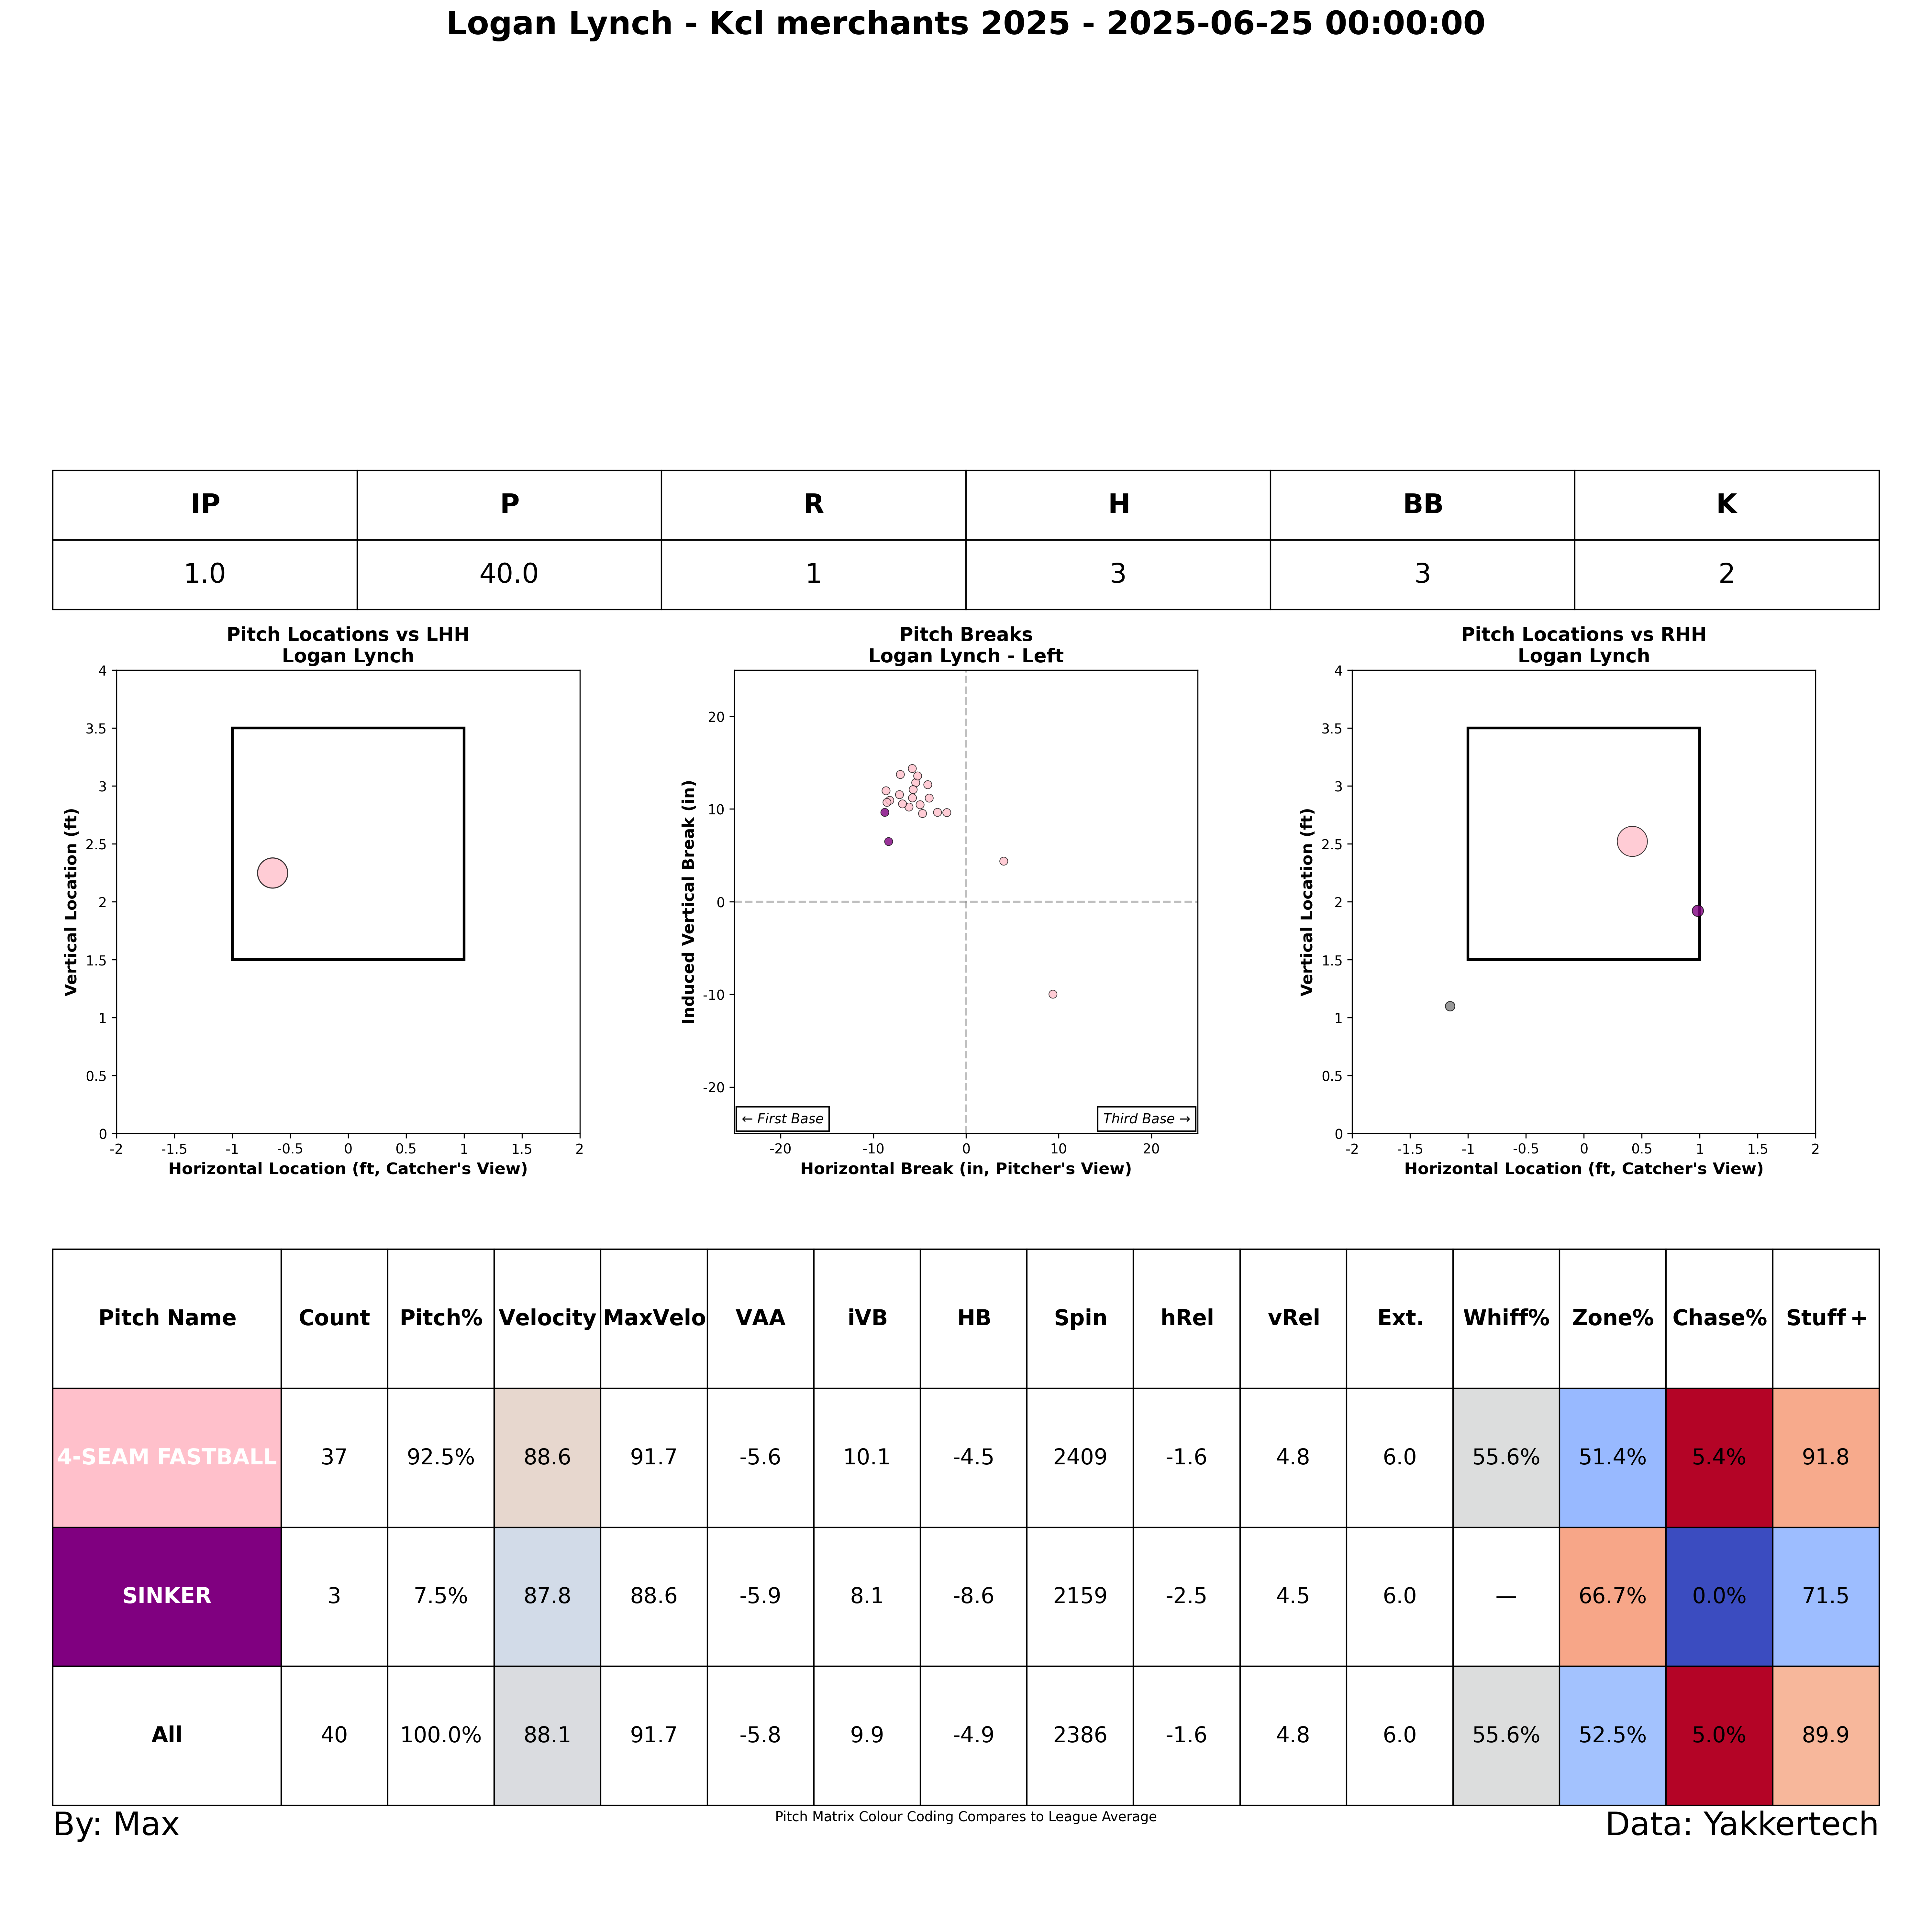 Logan Lynch - Kcl merchants 2025 - 2025-06-25 00:00:00
IP P R H BB K
1.0 40.0 1 3 3 2
Pitch Locations vs LHH
Logan Lynch
4
3.5
3
2.5
2
1.5
1
0.5
0
-2 -1.5 -1 -0.5 0 0.5 1 1.5 2
Vertical Location (ft)
Horizontal Location (ft, Catcher's View)
Pitch Breaks
Logan Lynch - Left
20
10
0
-10
-20
← First Base Third Base →
-20 -10 0 10 20
Induced Vertical Break (in)
Horizontal Break (in, Pitcher's View)
Pitch Locations vs RHH
Logan Lynch
4
3.5
3
2.5
2
1.5
1
0.5
0
-2 -1.5 -1 -0.5 0 0.5 1 1.5 2
Vertical Location (ft)
Horizontal Location (ft, Catcher's View)
Pitch Name Count Pitch% Velocity MaxVelo VAA iVB HB Spin hRel vRel Ext. Whiff% Zone% Chase% Stuff+
4-SEAM FASTBALL 37 92.5% 88.6 91.7 -5.6 10.1 -4.5 2409 -1.6 4.8 6.0 55.6% 51.4% 5.4% 91.8
SINKER 3 7.5% 87.8 88.6 -5.9 8.1 -8.6 2159 -2.5 4.5 6.0 — 66.7% 0.0% 71.5
All 40 100.0% 88.1 91.7 -5.8 9.9 -4.9 2386 -1.6 4.8 6.0 55.6% 52.5% 5.0% 89.9
By: Max
Pitch Matrix Colour Coding Compares to League Average
Data: Yakkertech